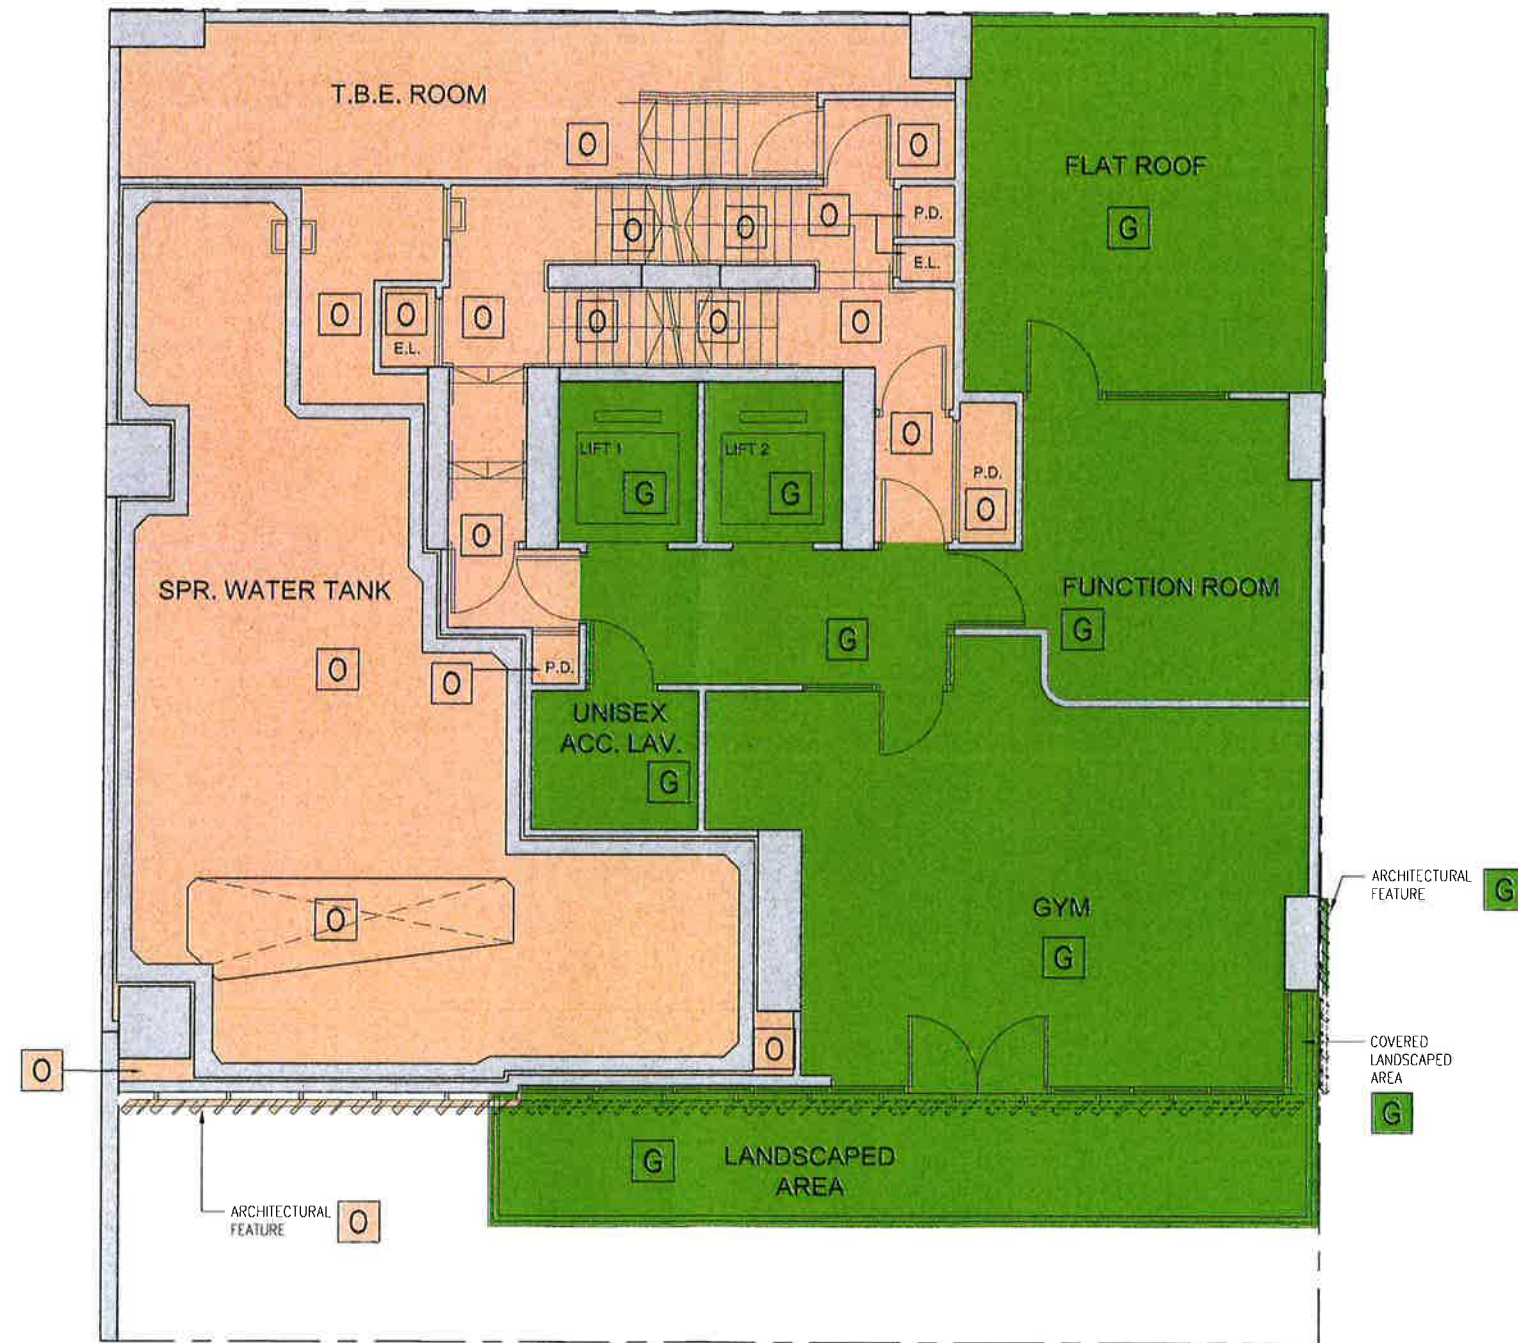 T.B.E. ROOM
O
O
FLAT ROOF
G
O
O
O
P.D.
E.L.
O
O
E.L.
O
O
O
O
LIFT 1
G
LIFT 2
G
O
P.D.
O
O
SPR. WATER TANK
O
FUNCTION ROOM
G
G
O
P.D.
UNISEX
ACC. LAV.
G
GYM
G
ARCHITECTURAL
FEATURE
G
O
O
O
COVERED
LANDSCAPED
AREA
G
G
LANDSCAPED
AREA
ARCHITECTURAL
FEATURE
O